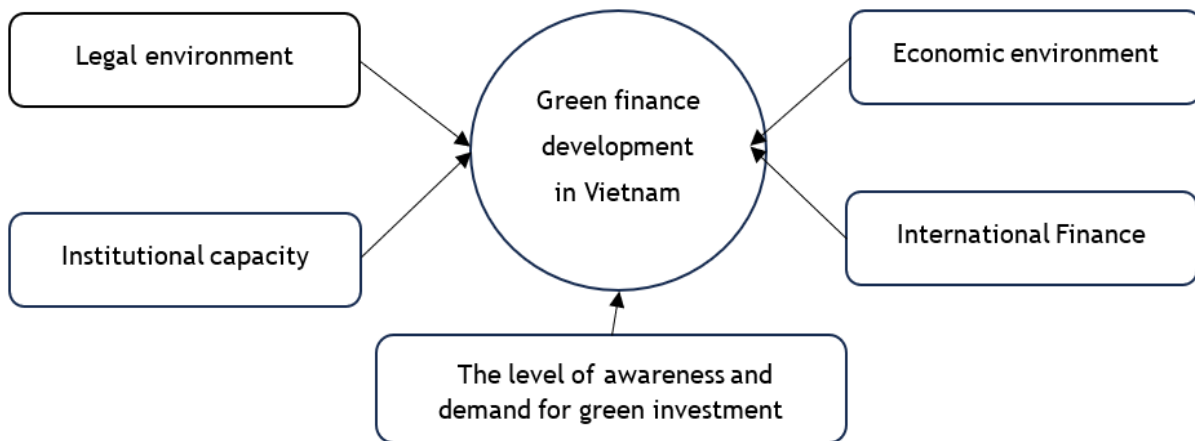 Legal environment
Economic environment
Green finance
development
in Vietnam
Institutional capacity
International Finance
The level of awareness and
demand for green investment